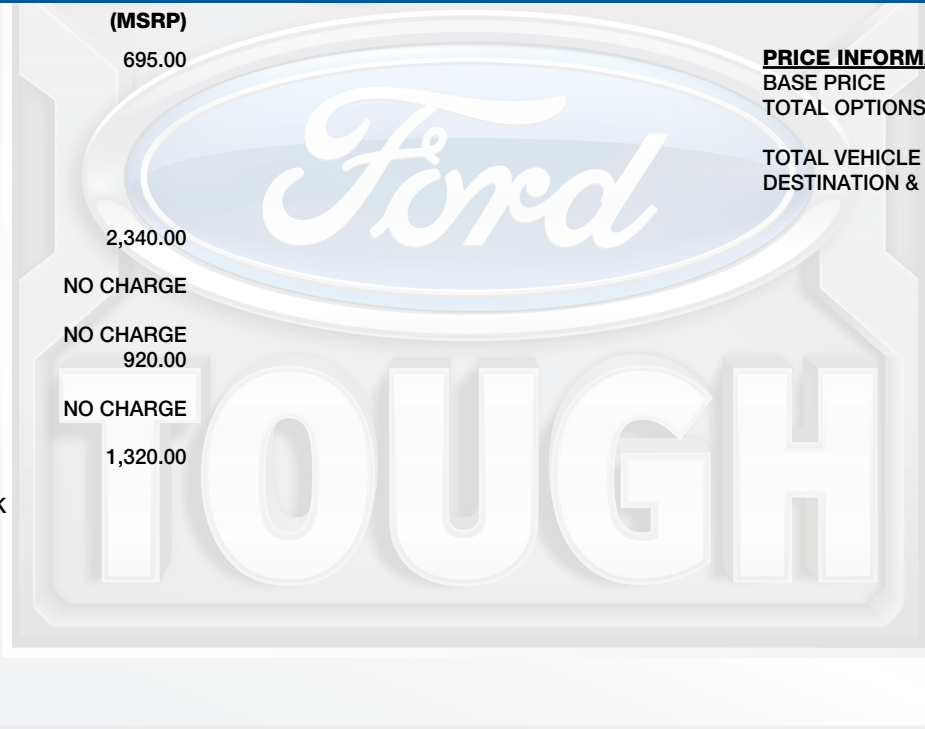 (MSRP)
695.00
2,340.00
NO CHARGE
NO CHARGE
920.00
NO CHARGE
1,320.00
K
PRICE INFORMA
BASE PRICE
TOTAL OPTIONS
TOTAL VEHICLE
DESTINATION &
Ford
TOUGH